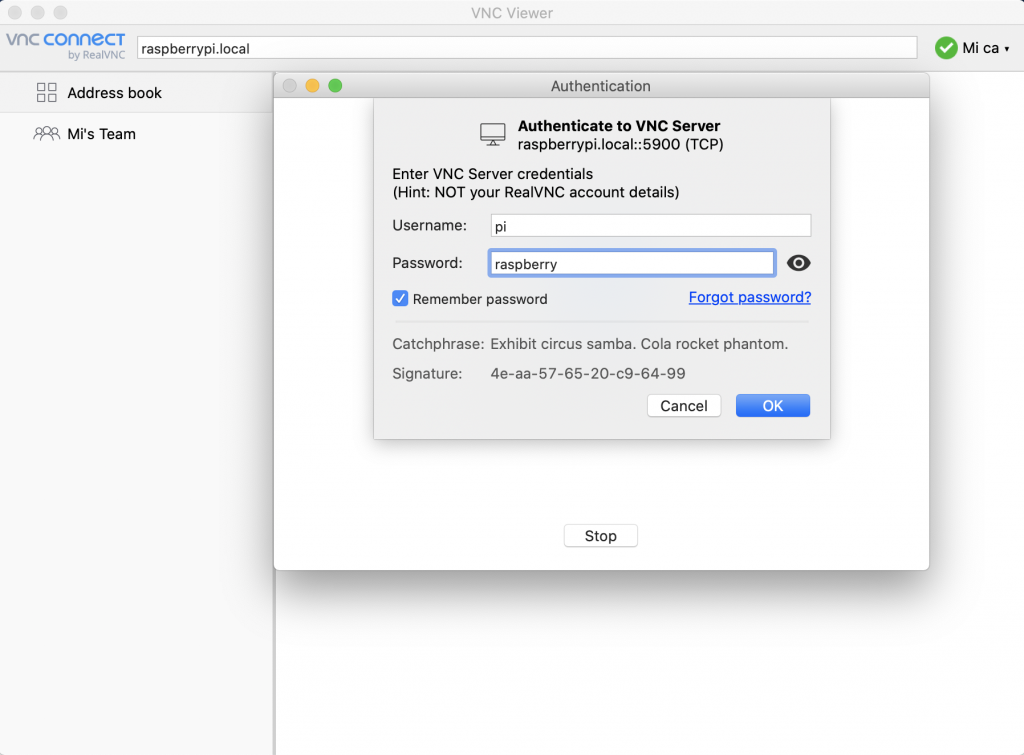 VNC Viewer
vnc connect
by RealVNC
raspberrypi.local
Mi ca
Address book
Mi's Team
Authentication
Authenticate to VNC Server
raspberrypi.local::5900 (TCP)
Enter VNC Server credentials
(Hint: NOT your RealVNC account details)
Username: pi
Password: raspberry
Remember password Forgot password?
Catchphrase: Exhibit circus samba. Cola rocket phantom.
Signature: 4e-aa-57-65-20-c9-64-99
Cancel OK
Stop